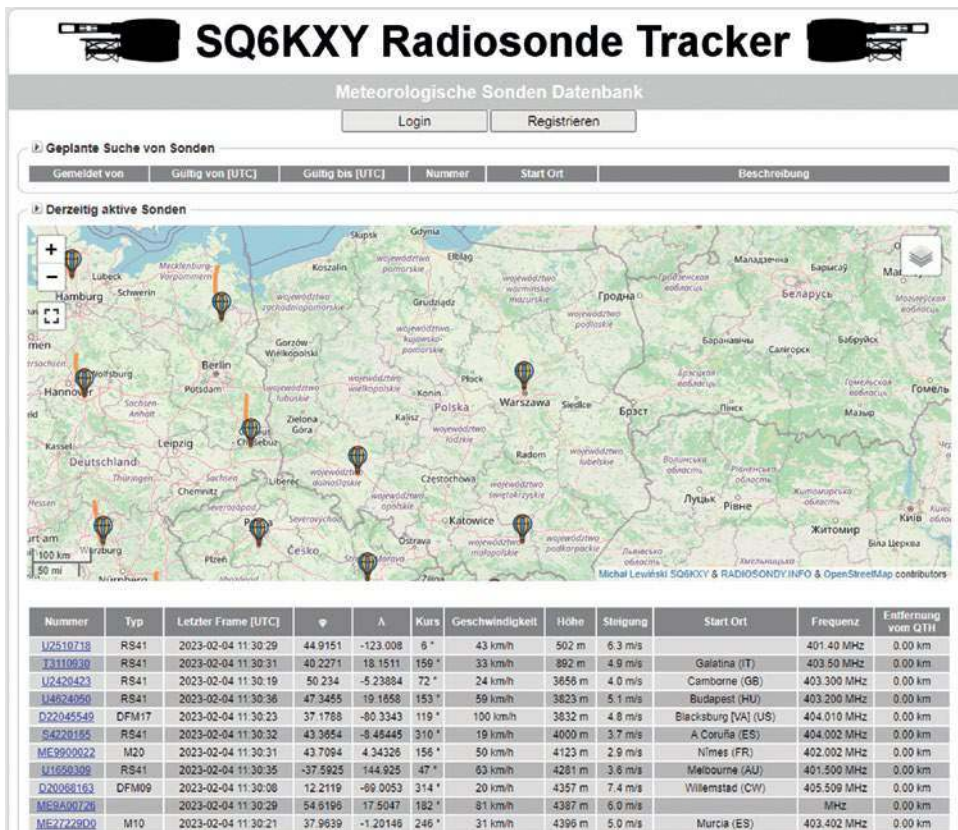 SQ6KXY Radiosonde Tracker
Meteorologische Sonden Datenbank
Login Registrieren
Geplante Suche von Sonden
Gemeldet von Gültig von [UTC] Gültig bis [UTC] Nummer Start Ort Beschreibung
Derzeitig aktive Sonden
+
−
Słupsk Gdynia
Koszalin Elbląg
Lübeck Mecklenburg-Vorpommern
Hamburg Schwerin
Grudziądz
Гродна
Маладзечна Барысаў
Беларусь
Баранавічы Салігорск Бабруйск
Gorzów Wielkopolski
Berlin
Potsdam
Wolfsburg
Hannover
Sachsen-Anhalt
Płock
Konin
Polska
Warszawa Siedlce
Брэст
Пінск
Мазыр
Гомель
Zielona Góra
Kalisz
Radom
Kassel
Leipzig
Deutschland
Thüringen
Sachsen
Chemnitz
Liberec
Częstochowa
Луцьк
Рівне
Житомир
Київ
Біла Церква
Katowice
Ostrava
Plzeň
Česko
Würzburg
Nürnberg
100 km
50 mi
Michał Lewiński SQ6KXY & RADIOSONDY.INFO & OpenStreetMap contributors
Nummer Typ Letzter Frame [UTC] φ λ Kurs Geschwindigkeit Höhe Steigung Start Ort Frequenz Entfernung vom QTH
U2510718 RS41 2023-02-04 11:30:29 44.9151 -123.008 6 ° 43 km/h 502 m 6.3 m/s 401.40 MHz 0.00 km
T3110930 RS41 2023-02-04 11:30:31 40.2271 18.1511 159 ° 33 km/h 892 m 4.9 m/s Galatina (IT) 403.50 MHz 0.00 km
U2420423 RS41 2023-02-04 11:30:19 50.234 -5.23884 72 ° 24 km/h 3656 m 4.0 m/s Camborne (GB) 403.300 MHz 0.00 km
U4624050 RS41 2023-02-04 11:30:36 47.3455 19.1658 153 ° 59 km/h 3823 m 5.1 m/s Budapest (HU) 403.200 MHz 0.00 km
D22045549 DFM17 2023-02-04 11:30:23 37.1788 -80.3343 119 ° 100 km/h 3832 m 4.8 m/s Blacksburg [VA] (US) 404.010 MHz 0.00 km
S4220165 RS41 2023-02-04 11:30:32 43.3654 -8.46445 310 ° 19 km/h 4000 m 3.7 m/s A Coruña (ES) 404.002 MHz 0.00 km
ME9900022 M20 2023-02-04 11:30:31 43.7094 4.34326 156 ° 50 km/h 4123 m 2.9 m/s Nîmes (FR) 402.002 MHz 0.00 km
U1650309 RS41 2023-02-04 11:30:35 -37.5925 144.925 47 ° 63 km/h 4281 m 3.6 m/s Melbourne (AU) 401.500 MHz 0.00 km
D20068163 DFM09 2023-02-04 11:30:08 12.2119 -69.0053 314 ° 20 km/h 4357 m 7.4 m/s Willemstad (CW) 405.509 MHz 0.00 km
ME9A00726 2023-02-04 11:30:29 54.6196 17.5047 182 ° 81 km/h 4387 m 6.0 m/s MHz 0.00 km
ME27229D0 M10 2023-02-04 11:30:21 37.9639 -1.20146 246 ° 31 km/h 4396 m 5.0 m/s Murcia (ES) 403.402 MHz 0.00 km